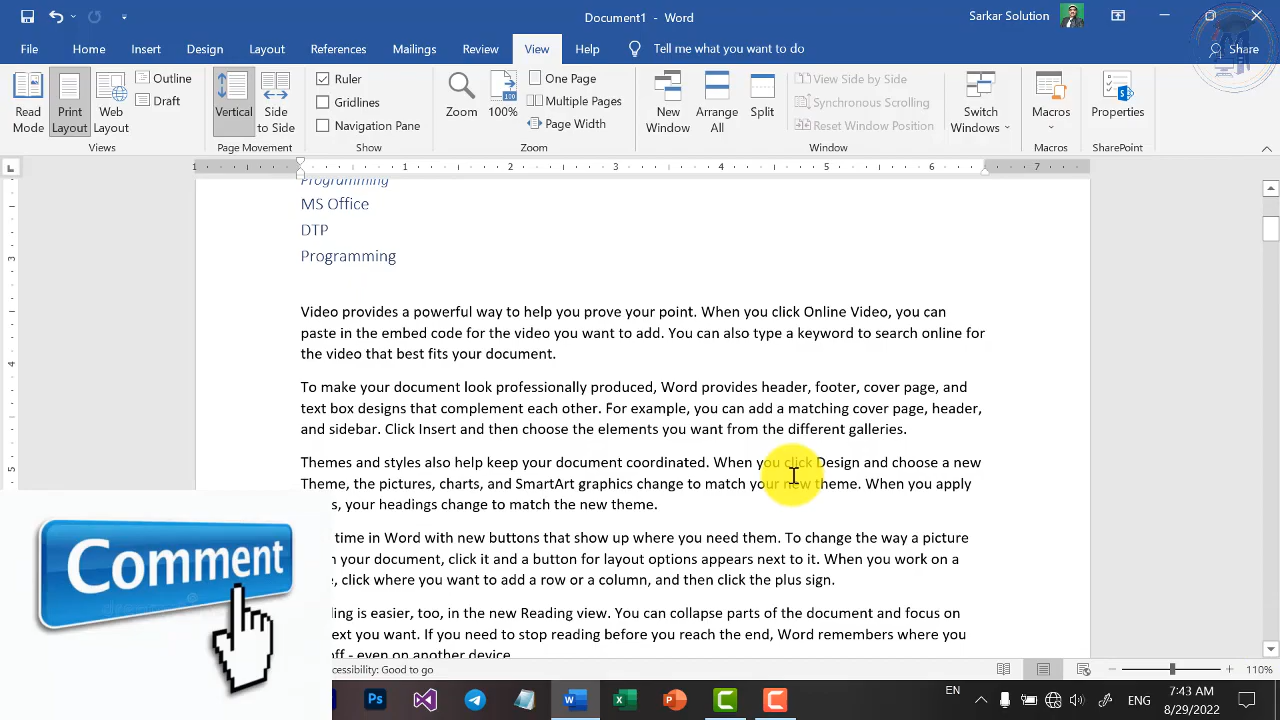 Document1 - Word
Sarkar Solution
File Home Insert Design Layout References Mailings Review View Help Tell me what you want to do Share
Read Mode
Print Layout
Web Layout
Outline
Draft
Views
Vertical
Side to Side
Page Movement
Ruler
Gridlines
Navigation Pane
Show
Zoom
100
100%
One Page
Multiple Pages
Page Width
Zoom
New Window
Arrange All
Split
View Side by Side
Synchronous Scrolling
Reset Window Position
Window
Switch Windows
Macros
Macros
Properties
SharePoint
1 1 2 3 4 5 6 7
Programming
MS Office
DTP
Programming
3
4
5
Video provides a powerful way to help you prove your point. When you click Online Video, you can
paste in the embed code for the video you want to add. You can also type a keyword to search online for
the video that best fits your document.
To make your document look professionally produced, Word provides header, footer, cover page, and
text box designs that complement each other. For example, you can add a matching cover page, header,
and sidebar. Click Insert and then choose the elements you want from the different galleries.
Themes and styles also help keep your document coordinated. When you click Design and choose a new
Theme, the pictures, charts, and SmartArt graphics change to match your new theme. When you apply
, your headings change to match the new theme.
time in Word with new buttons that show up where you need them. To change the way a picture
your document, click it and a button for layout options appears next to it. When you work on a
, click where you want to add a row or a column, and then click the plus sign.
is easier, too, in the new Reading view. You can collapse parts of the document and focus on
you want. If you need to stop reading before you reach the end, Word remembers where you
off - even on another device.
Comment
Accessibility: Good to go
110%
Ps
EN
ENG
7:43 AM
8/29/2022